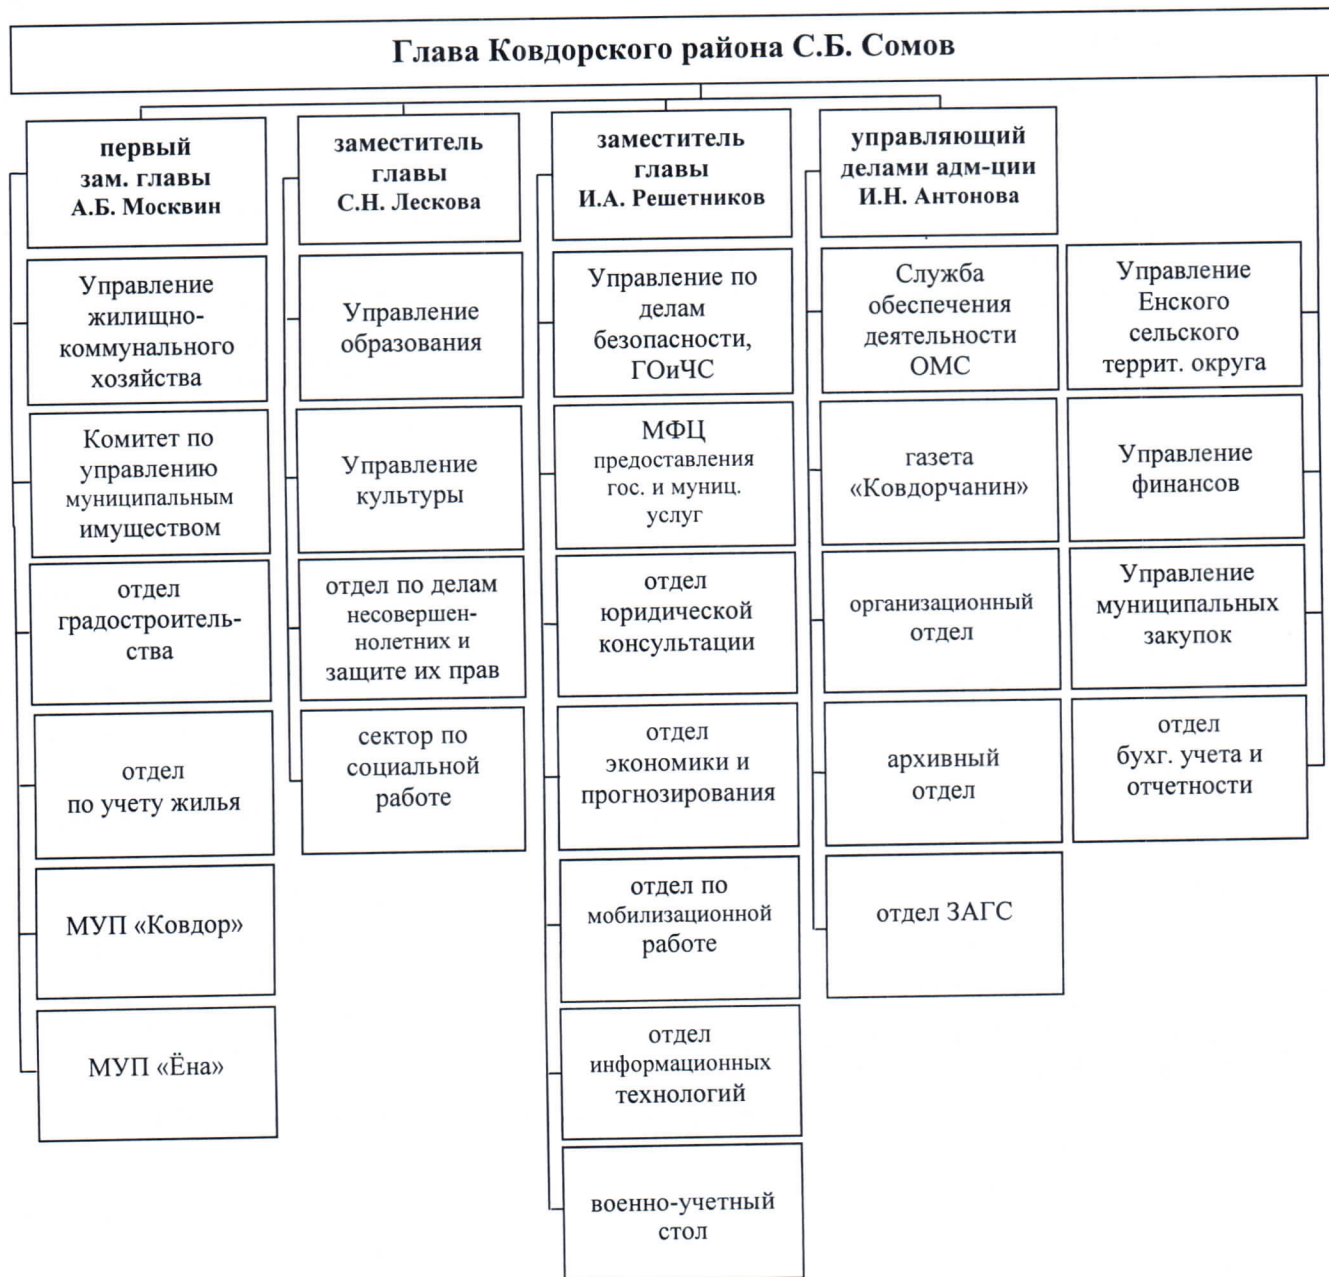 Глава Ковдорского района С.Б. Сомов
первый
зам. главы
А.Б. Москвин
заместитель
главы
С.Н. Лескова
заместитель
главы
И.А. Решетников
управляющий
делами адм-ции
И.Н. Антонова
Управление
жилищно-
коммунального
хозяйства
Управление
образования
Управление по
делам
безопасности,
ГОиЧС
Служба
обеспечения
деятельности
ОМС
Управление
Енского
сельского
террит. округа
Комитет по
управлению
муниципальным
имуществом
Управление
культуры
МФЦ
предоставления
гос. и муниц.
услуг
газета
«Ковдорчанин»
Управление
финансов
отдел
градостроитель-
ства
отдел по делам
несовершен-
нолетних и
защите их прав
отдел
юридической
консультации
организационный
отдел
Управление
муниципальных
закупок
отдел
по учету жилья
сектор по
социальной
работе
отдел
экономики и
прогнозирования
архивный
отдел
отдел
бухг. учета и
отчетности
МУП «Ковдор»
отдел по
мобилизационной
работе
отдел ЗАГС
МУП «Ёна»
отдел
информационных
технологий
военно-учетный
стол